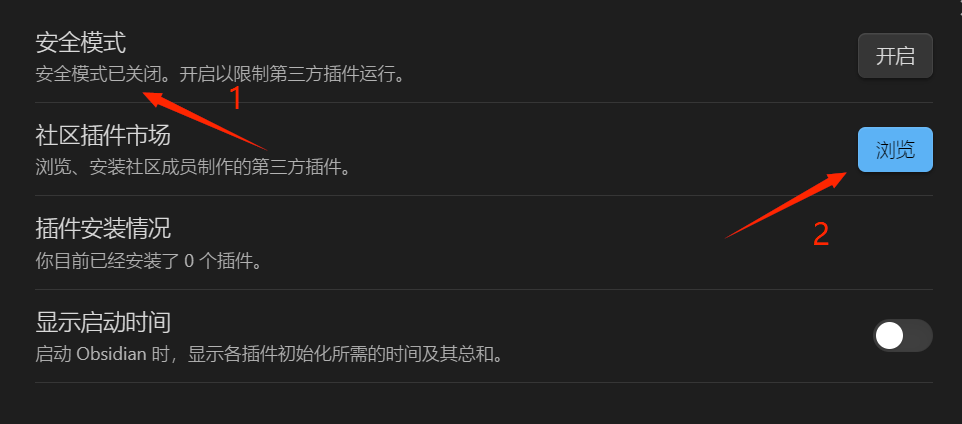 安全模式
开启
安全模式已关闭。开启以限制第三方插件运行。
1
社区插件市场
浏览
浏览、安装社区成员制作的第三方插件。
插件安装情况
2
你目前已经安装了 0 个插件。
显示启动时间
启动 Obsidian 时，显示各插件初始化所需的时间及其总和。